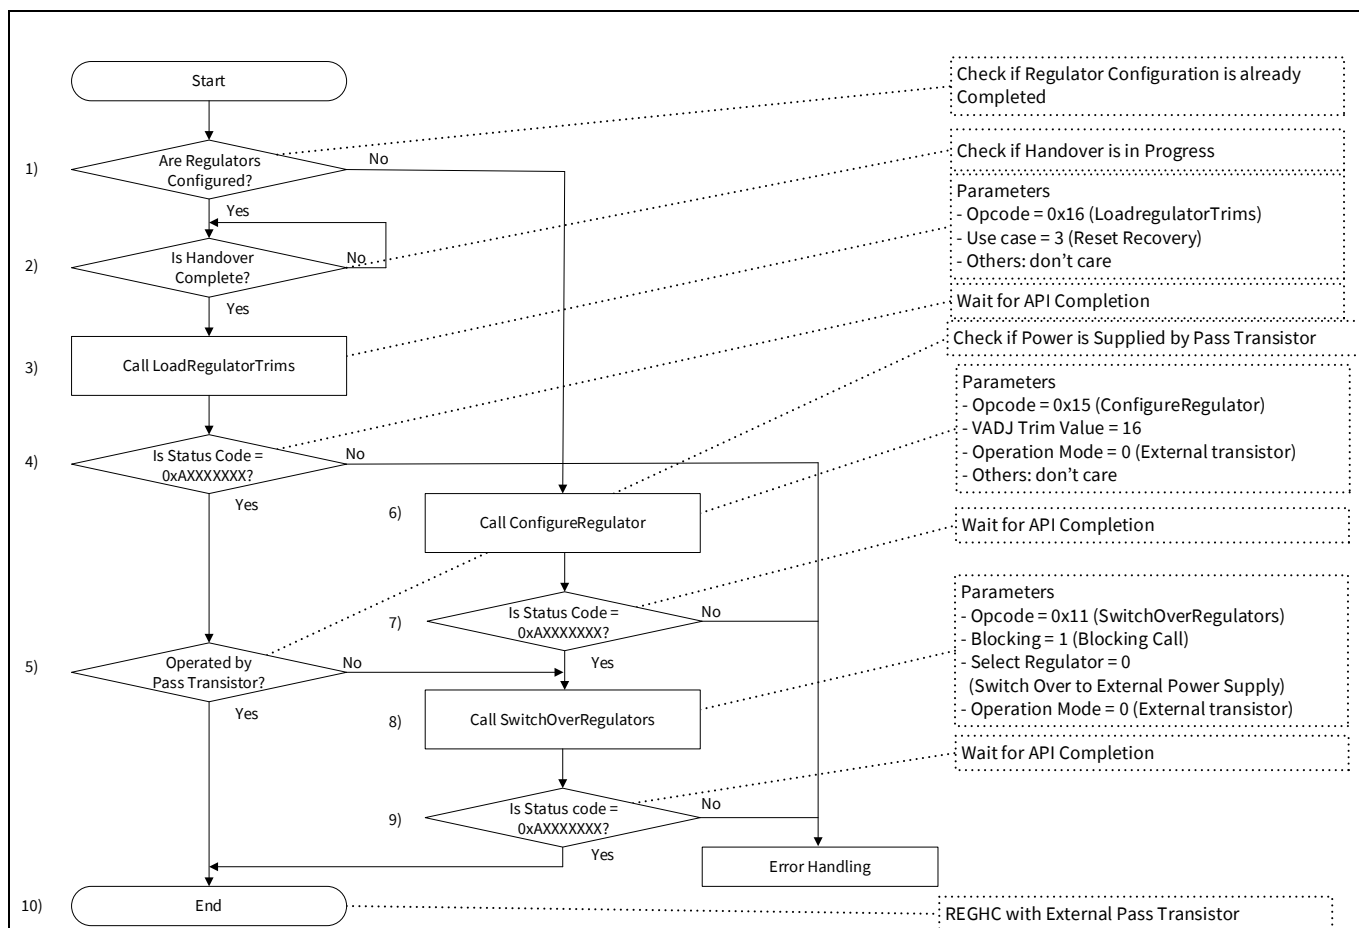 Start
Check if Regulator Configuration is already
Completed
1)
Are Regulators
Configured?
No
Yes
Check if Handover is in Progress
2)
Is Handover
Complete?
No
Yes
Parameters
- Opcode = 0x16 (LoadregulatorTrims)
- Use case = 3 (Reset Recovery)
- Others: don't care
3)
Call LoadRegulatorTrims
Wait for API Completion
Check if Power is Supplied by Pass Transistor
4)
Is Status Code =
0xAXXXXXXX?
No
Yes
Parameters
- Opcode = 0x15 (ConfigureRegulator)
- VADJ Trim Value = 16
- Operation Mode = 0 (External transistor)
- Others: don't care
6)
Call ConfigureRegulator
Wait for API Completion
7)
Is Status Code =
0xAXXXXXXX?
No
Yes
5)
Operated by
Pass Transistor?
No
Yes
Parameters
- Opcode = 0x11 (SwitchOverRegulators)
- Blocking = 1 (Blocking Call)
- Select Regulator = 0
(Switch Over to External Power Supply)
- Operation Mode = 0 (External transistor)
8)
Call SwitchOverRegulators
Wait for API Completion
9)
Is Status code =
0xAXXXXXXX?
No
Yes
Error Handling
10)
End
REGHC with External Pass Transistor